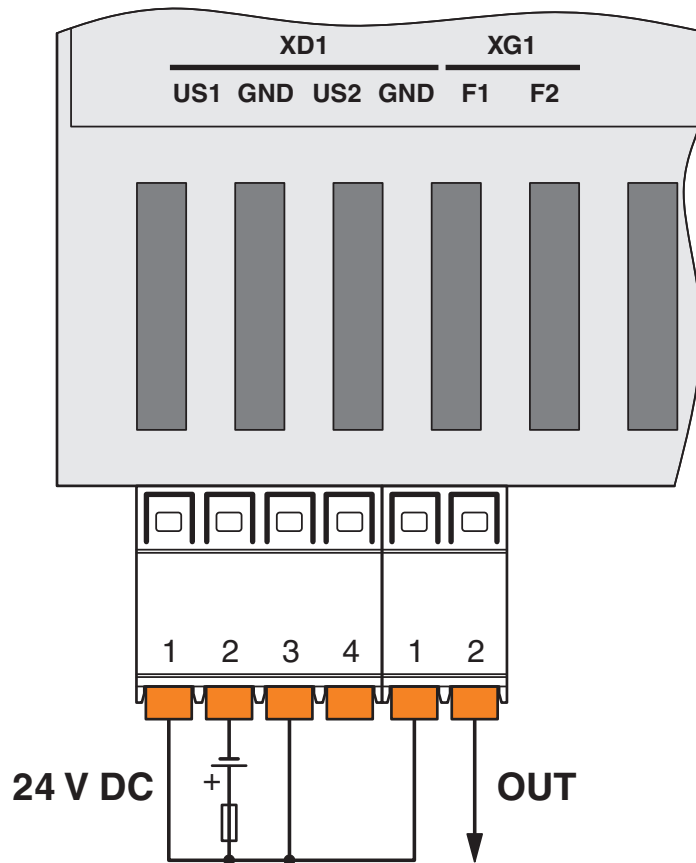 XD1 XG1
US1 GND US2 GND F1 F2
1 2 3 4 1 2
24 V DC + OUT